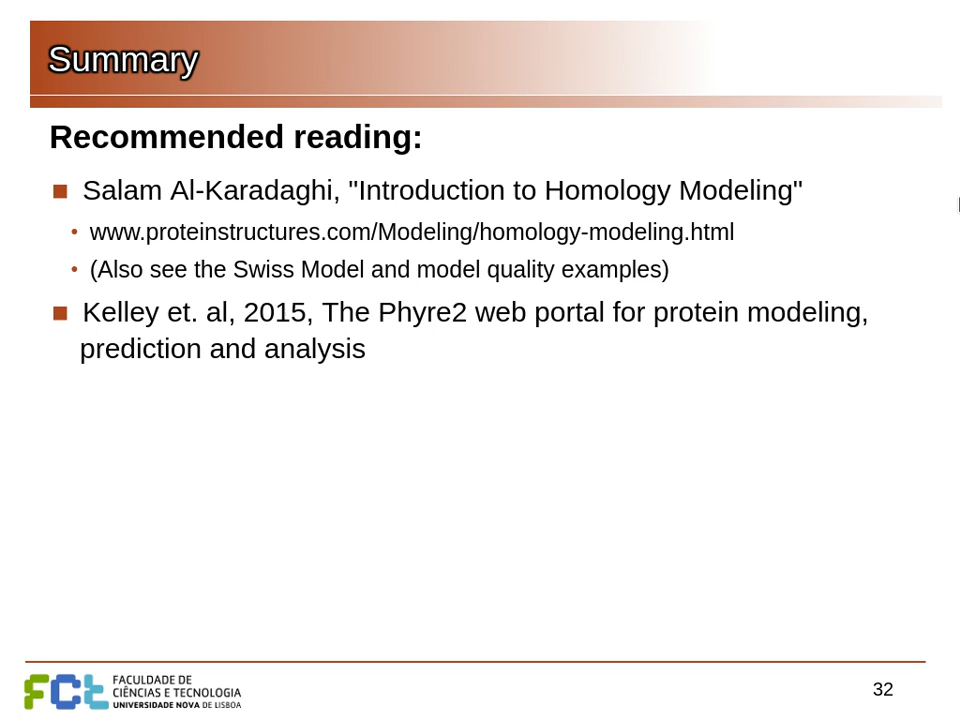 Summary
Recommended reading:
Salam Al-Karadaghi, "Introduction to Homology Modeling"
www.proteinstructures.com/Modeling/homology-modeling.html
(Also see the Swiss Model and model quality examples)
Kelley et. al, 2015, The Phyre2 web portal for protein modeling,
prediction and analysis
FCt
FACULDADE DE
CIÊNCIAS E TECNOLOGIA
UNIVERSIDADE NOVA DE LISBOA
32